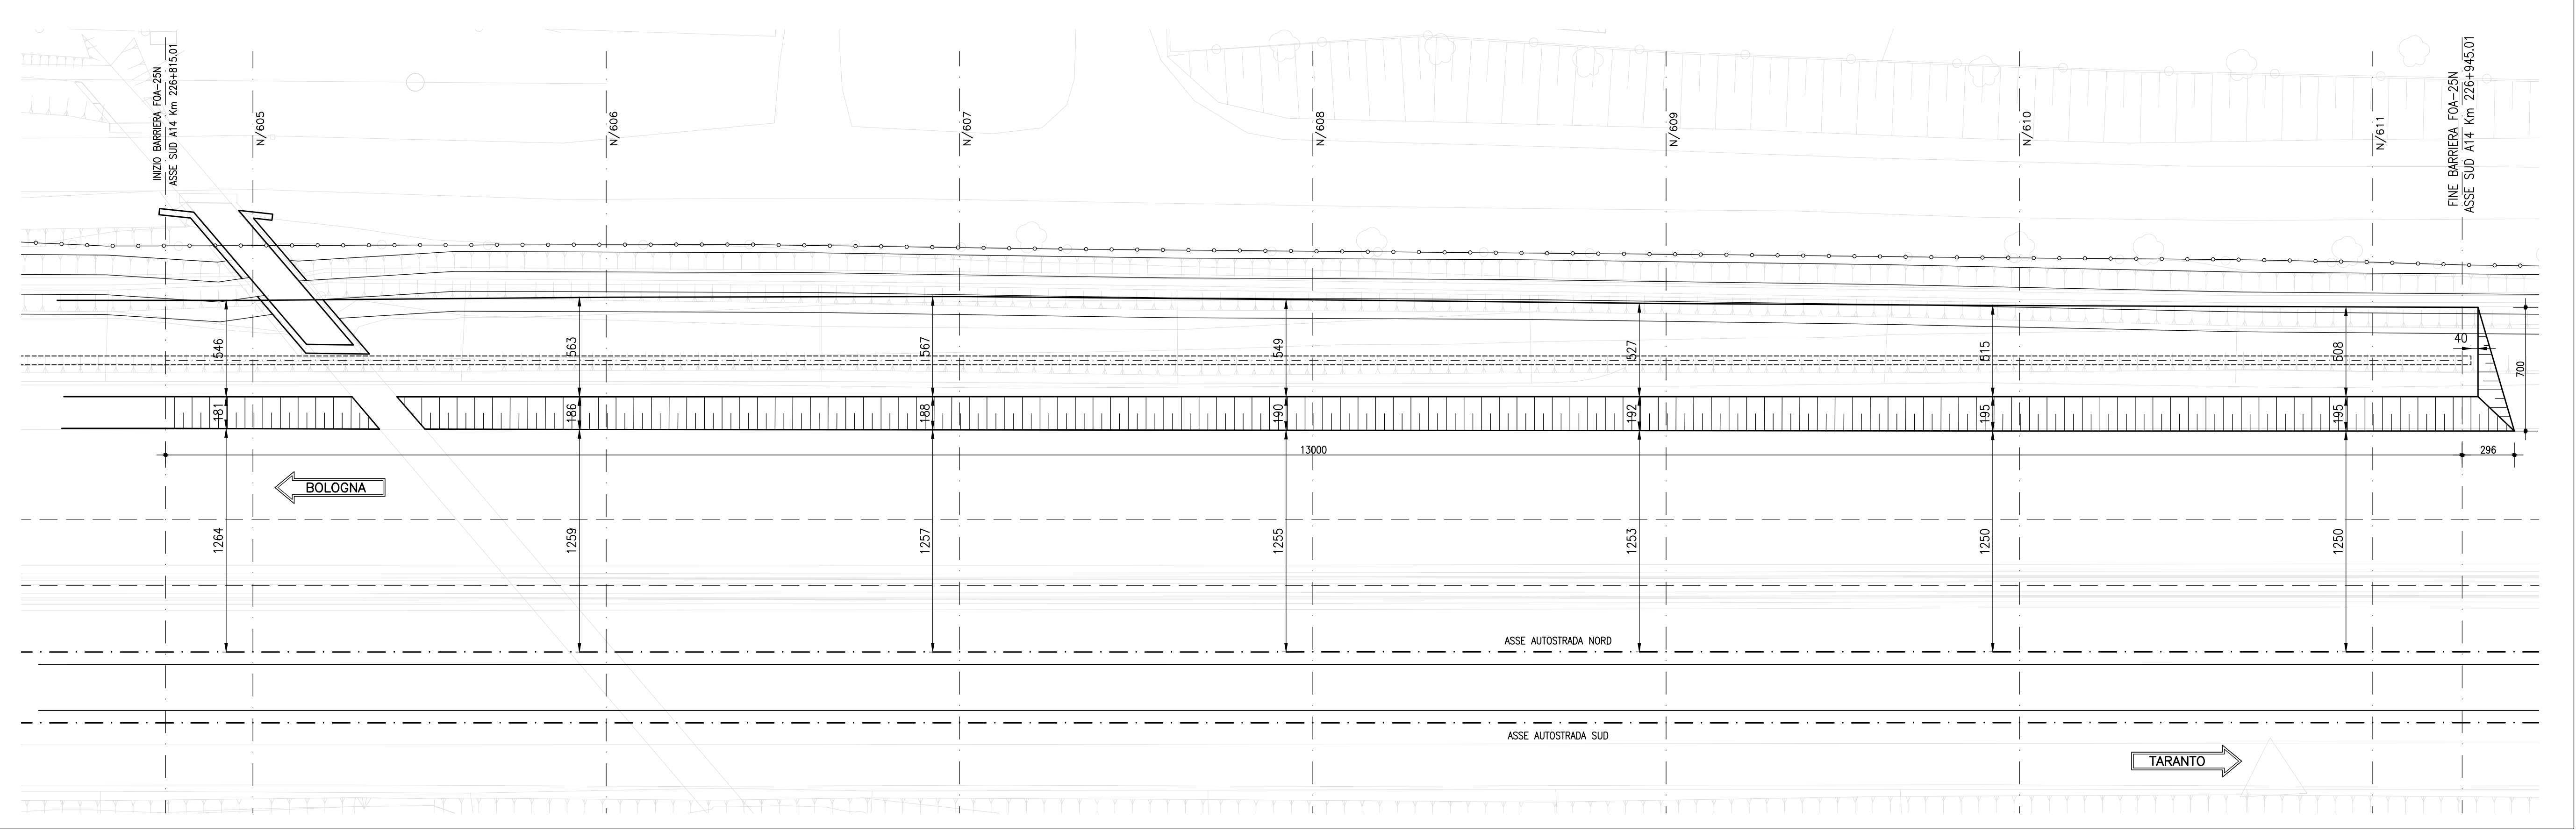 INIZIO BARRIERA FOA-25N
ASSE SUD A14 Km 226+815.01
N/605
N/606
N/607
N/608
N/609
N/610
N/611
FINE BARRIERA FOA-25N
ASSE SUD A14 Km 226+945.01
546
563
567
549
527
515
508
40
700
181
186
188
190
192
195
195
13000
296
BOLOGNA
1264
1259
1257
1255
1253
1250
1250
ASSE AUTOSTRADA NORD
ASSE AUTOSTRADA SUD
TARANTO